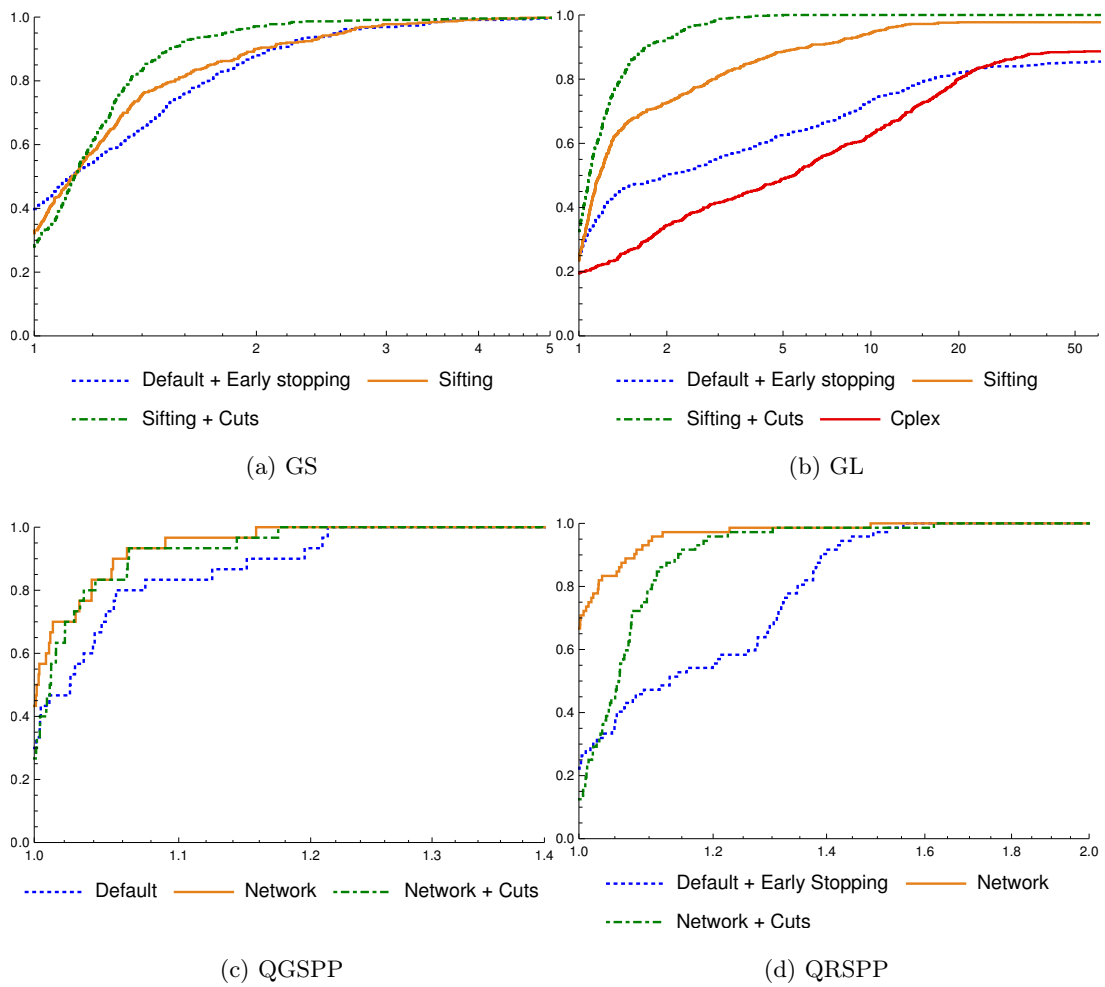 1.0
0.8
0.6
0.4
0.2
0.0
1 2 3 4 5
Default + Early stopping Sifting
Sifting + Cuts
(a) GS
1.0
0.8
0.6
0.4
0.2
0.0
1 2 5 10 20 50
Default + Early stopping Sifting
Sifting + Cuts Cplex
(b) GL
1.0
0.8
0.6
0.4
0.2
0.0
1.0 1.1 1.2 1.3 1.4
Default Network Network + Cuts
(c) QGSPP
1.0
0.8
0.6
0.4
0.2
0.0
1.0 1.2 1.4 1.6 1.8 2.0
Default + Early Stopping Network
Network + Cuts
(d) QRSPP